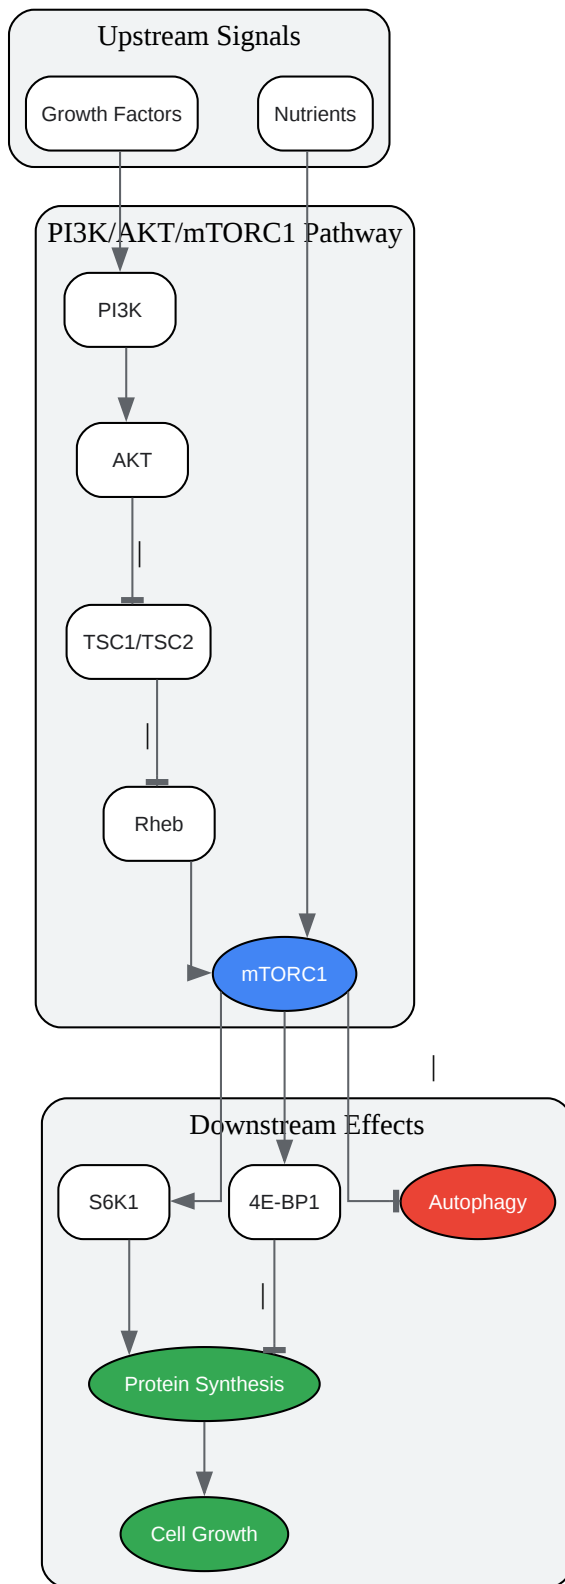 Upstream Signals
Growth Factors
Nutrients
PI3K/AKT/mTORC1 Pathway
PI3K
AKT
|
TSC1/TSC2
|
Rheb
mTORC1
|
Downstream Effects
S6K1
4E-BP1
Autophagy
|
Protein Synthesis
Cell Growth